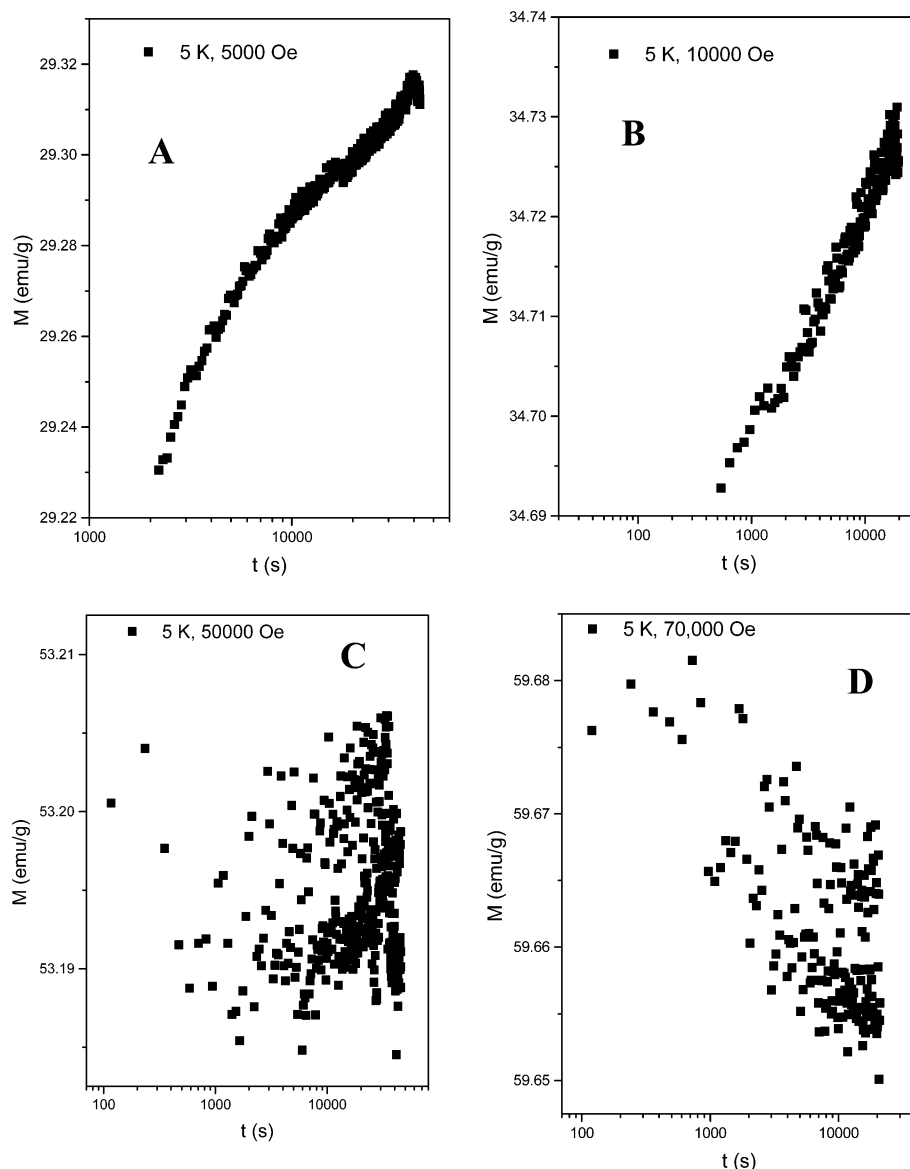 5 K, 5000 Oe
A
29.32
29.30
29.28
29.26
29.24
29.22
M (emu/g)
1000
10000
t (s)
5 K, 10000 Oe
B
34.74
34.73
34.72
34.71
34.70
34.69
M (emu/g)
100
1000
10000
t (s)
5 K, 50000 Oe
C
53.21
53.20
53.19
M (emu/g)
100
1000
10000
t (s)
5 K, 70,000 Oe
D
59.68
59.67
59.66
59.65
M (emu/g)
100
1000
10000
t (s)